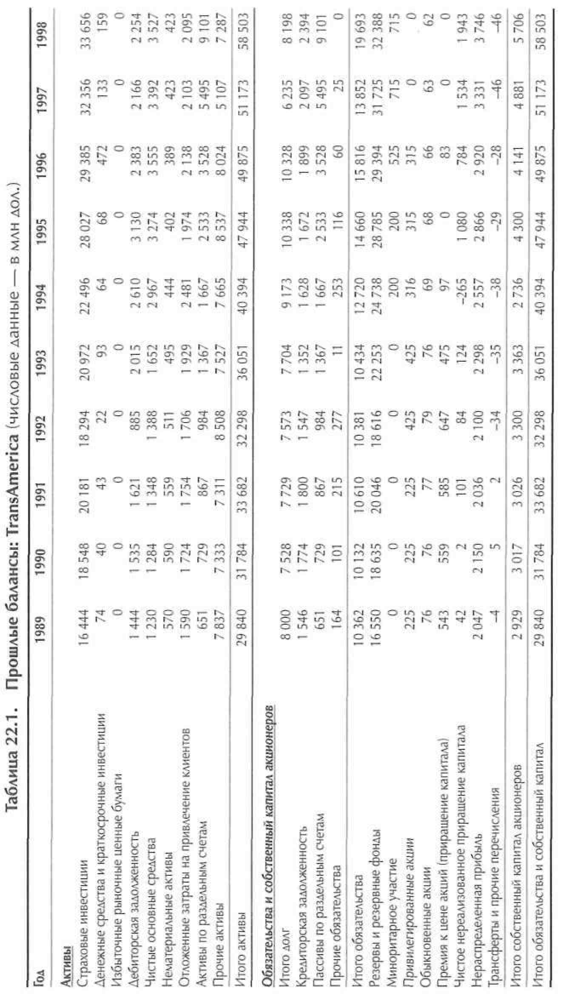 Таблица 22.1. Прошлые балансы: TransAmerica (числовые данные — в млн дол.)
Год 1989 1990 1991 1992 1993 1994 1995 1996 1997 1998
Активы
Страховые инвестиции 16 444 18 548 20 181 18 294 20 972 22 496 28 027 29 385 32 356 33 656
Денежные средства и краткосрочные инвестиции 74 40 43 22 93 64 68 472 133 159
Избыточные рыночные ценные бумаги 0 0 0 0 0 0 0 0 0 0
Дебиторская задолженность 1 444 1 535 1 621 885 2 015 2 610 3 130 2 383 2 166 2 254
Чистые основные средства 1 230 1 284 1 348 1 388 1 652 2 967 3 274 3 555 3 392 3 527
Нематериальные активы 570 590 559 511 495 444 402 389 423 423
Отложенные затраты на привлечение клиентов 1 590 1 724 1 754 1 706 1 929 2 481 1 974 2 138 2 103 2 095
Активы по раздельным счетам 651 729 867 984 1 367 1 667 2 533 3 528 5 495 9 101
Прочие активы 7 837 7 333 7 311 8 508 7 527 7 665 8 537 8 024 5 107 7 287
Итого активы 29 840 31 784 33 682 32 298 36 051 40 394 47 944 49 875 51 173 58 503
Обязательства и собственный капитал акционеров
Итого долг 8 000 7 528 7 729 7 573 7 704 9 173 10 338 10 328 6 235 8 198
Кредиторская задолженность 1 546 1 774 1 800 1 547 1 352 1 628 1 672 1 899 2 097 2 394
Пассивы по раздельным счетам 651 729 867 984 1 367 1 667 2 533 3 528 5 495 9 101
Прочие обязательства 164 101 215 277 11 253 116 60 25 0
Итого обязательства 10 362 10 132 10 610 10 381 10 434 12 720 14 660 15 816 13 852 19 693
Резервы и резервные фонды 16 550 18 635 20 046 18 616 22 253 24 738 28 785 29 394 31 725 32 388
Миноритарное участие 0 0 0 0 0 200 200 525 715 715
Привилегированные акции 225 225 225 425 425 316 315 315 0 0
Обыкновенные акции 76 76 77 79 76 69 68 66 63 62
Премия к цене акций (приращение капитала) 543 559 585 647 475 97 0 83 0 0
Чистое нереализованное приращение капитала 42 2 101 84 124 –265 1 080 784 1 534 1 943
Нераспределенная прибыль 2 047 2 150 2 036 2 100 2 298 2 557 2 866 2 920 3 331 3 746
Трансферты и прочие перечисления –4 5 2 –34 –35 –38 –29 –28 –46 –46
Итого собственный капитал акционеров 2 929 3 017 3 026 3 300 3 363 2 736 4 300 4 141 4 881 5 706
Итого обязательства и собственный капитал 29 840 31 784 33 682 32 298 36 051 40 394 47 944 49 875 51 173 58 503